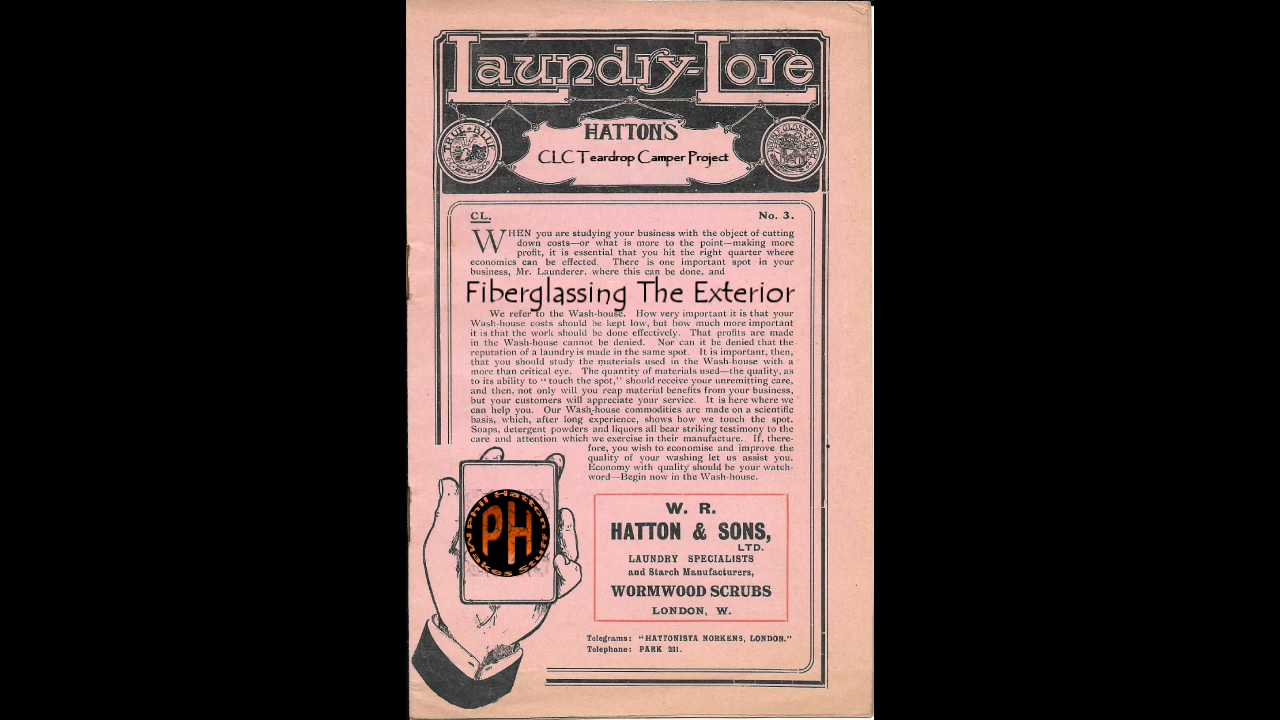 Laundry-Lore
TRUE BLUE
HATTON'S
CLC Teardrop Camper Project
CL.
No. 3.
WHEN you are studying your business with the object of cutting
down costs—or what is more to the point—making more
profit, it is essential that you hit the right quarter where
economics can be effected. There is one important spot in your
business, Mr. Launderer, where this can be done, and
Fiberglassing The Exterior
We refer to the Wash-house. How very important it is that your
Wash-house costs should be kept low, but how much more important
it is that the work should be done effectively. That profits are made
in the Wash-house cannot be denied. Nor can it be denied that the
reputation of a laundry is made in the same spot. It is important, then,
that you should study the materials used in the Wash-house with a
more than critical eye. The quantity of materials used—the quality, as
to its ability to "touch the spot," should receive your unremitting care,
and then, not only will you reap material benefits from your business,
but your customers will appreciate your service. It is here where we
can help you. Our Wash-house commodities are made on a scientific
basis, which, after long experience, shows how we touch the spot.
Soaps, detergent powders and liquors all bear striking testimony to the
care and attention which we exercise in their manufacture. If, there-
fore, you wish to economise and improve the
quality of your washing let us assist you.
Economy with quality should be your watch-
word—Begin now in the Wash-house.
Phil Hatton
PH
Makes Stuff
W. R.
HATTON & SONS,
LTD.
LAUNDRY SPECIALISTS
and Starch Manufacturers,
WORMWOOD SCRUBS
LONDON, W.
Telegrams: "HATTONISTA NORKENS, LONDON."
Telephone: PARK 251.